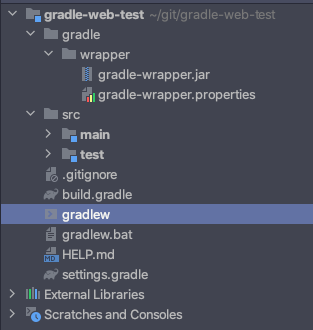 gradle-web-test ~/git/gradle-web-test
gradle
wrapper
gradle-wrapper.jar
gradle-wrapper.properties
src
main
test
.gitignore
build.gradle
gradlew
gradlew.bat
MD HELP.md
settings.gradle
External Libraries
Scratches and Consoles